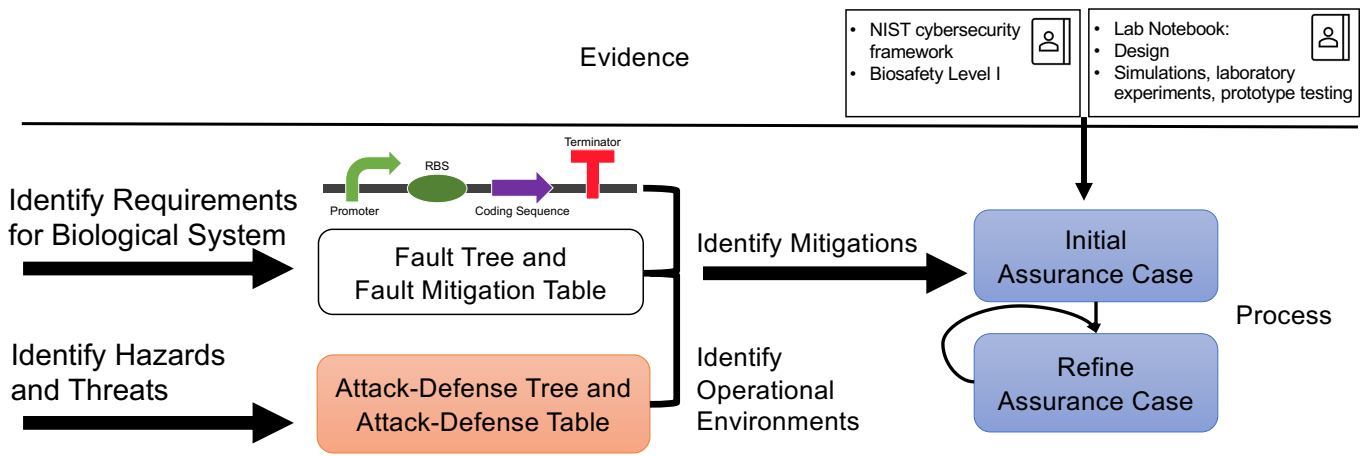 Evidence
• NIST cybersecurity
framework
• Biosafety Level I
• Lab Notebook:
• Design
• Simulations, laboratory
experiments, prototype testing
Identify Requirements
for Biological System
Promoter
RBS
Coding Sequence
Terminator
Fault Tree and
Fault Mitigation Table
Identify Mitigations
Initial
Assurance Case
Process
Identify Hazards
and Threats
Attack-Defense Tree and
Attack-Defense Table
Identify
Operational
Environments
Refine
Assurance Case